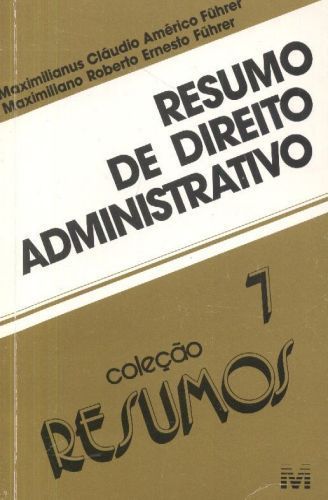 Maximilianus Cláudio Américo Führer
Maximiliano Roberto Ernesto Führer
RESUMO
DE DIREITO
ADMINISTRATIVO
7
coleção
RESUMOS
M